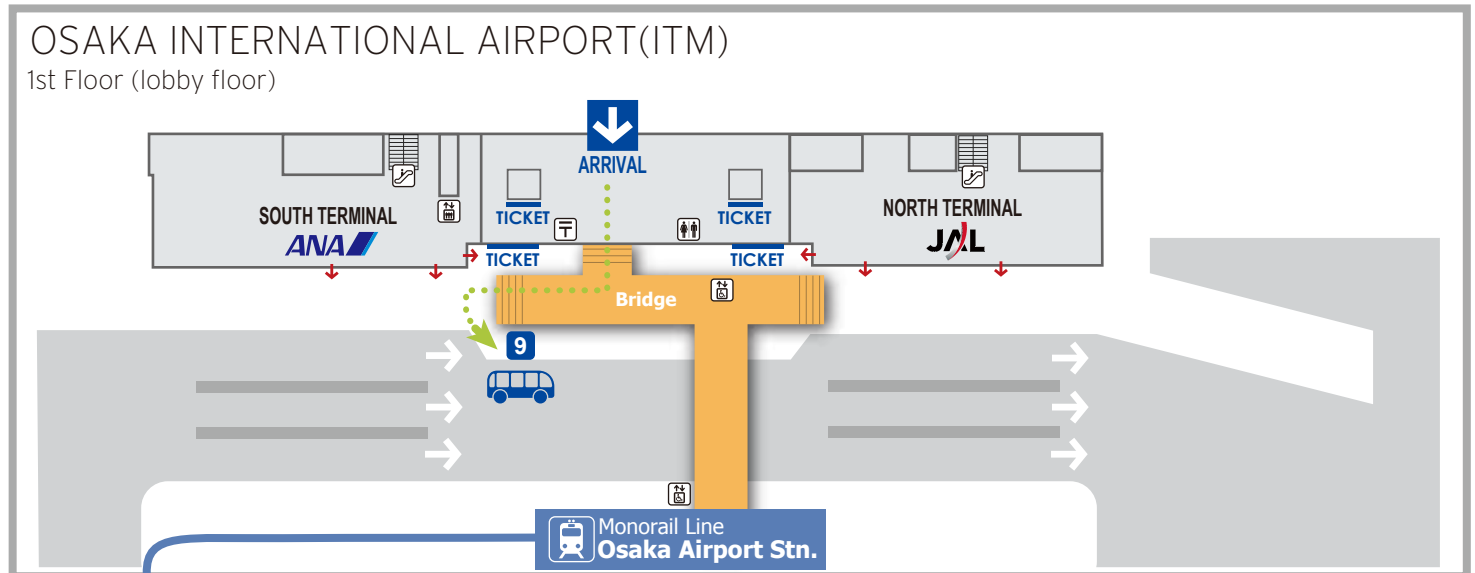 OSAKA INTERNATIONAL AIRPORT(ITM)
1st Floor (lobby floor)
ARRIVAL
SOUTH TERMINAL
ANA
TICKET
〒
TICKET
NORTH TERMINAL
JAL
TICKET
TICKET
Bridge
9
Monorail Line
Osaka Airport Stn.